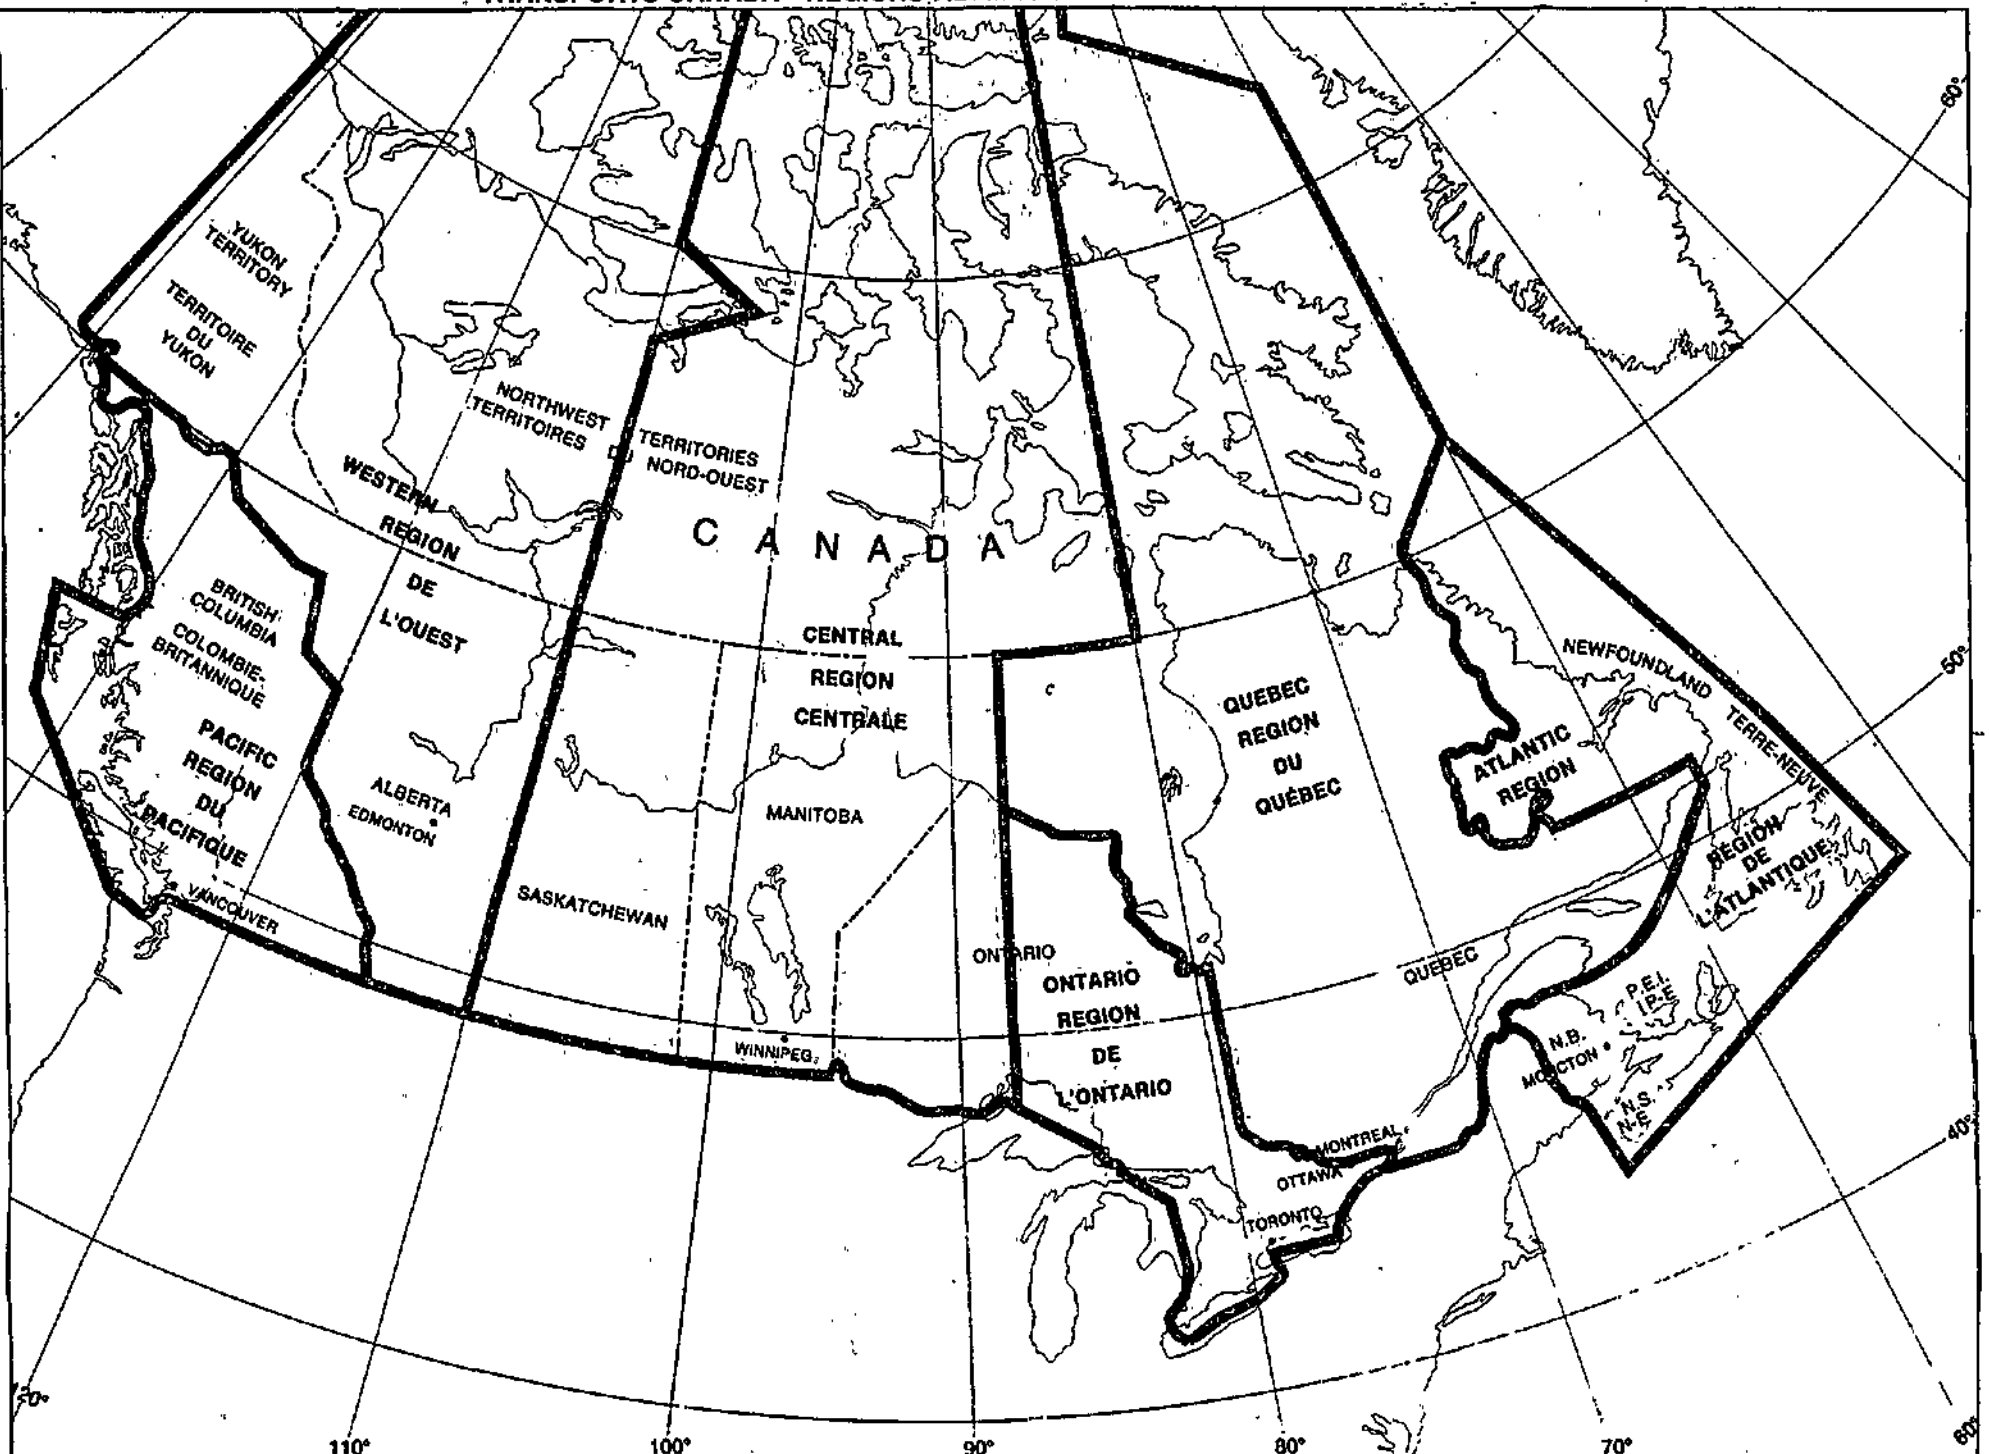 60°
YUKON
TERRITORY
TERRITOIRE
DU
YUKON
NORTHWEST
TERRITOIRES
DU
TERRITORIES
NORD-OUEST
WESTERN
REGION
DE
L'OUEST
CANADA
BRITISH
COLUMBIA
COLOMBIE-
BRITANNIQUE
PACIFIC
REGION
DU
PACIFIQUE
VANCOUVER
ALBERTA
EDMONTON
CENTRAL
REGION
CENTRALE
SASKATCHEWAN
MANITOBA
WINNIPEG
ONTARIO
ONTARIO
REGION
DE
L'ONTARIO
QUEBEC
REGION
DU
QUÉBEC
QUEBEC
NEWFOUNDLAND
TERRE-NEUVE
50°
ATLANTIC
REGION
RÉGION
DE
L'ATLANTIQUE
P.E.I.
I.P-E
N.B.
MONCTON
N.S.
N-E
MONTREAL
OTTAWA
TORONTO
40°
120°
110°
100°
90°
80°
70°
60°